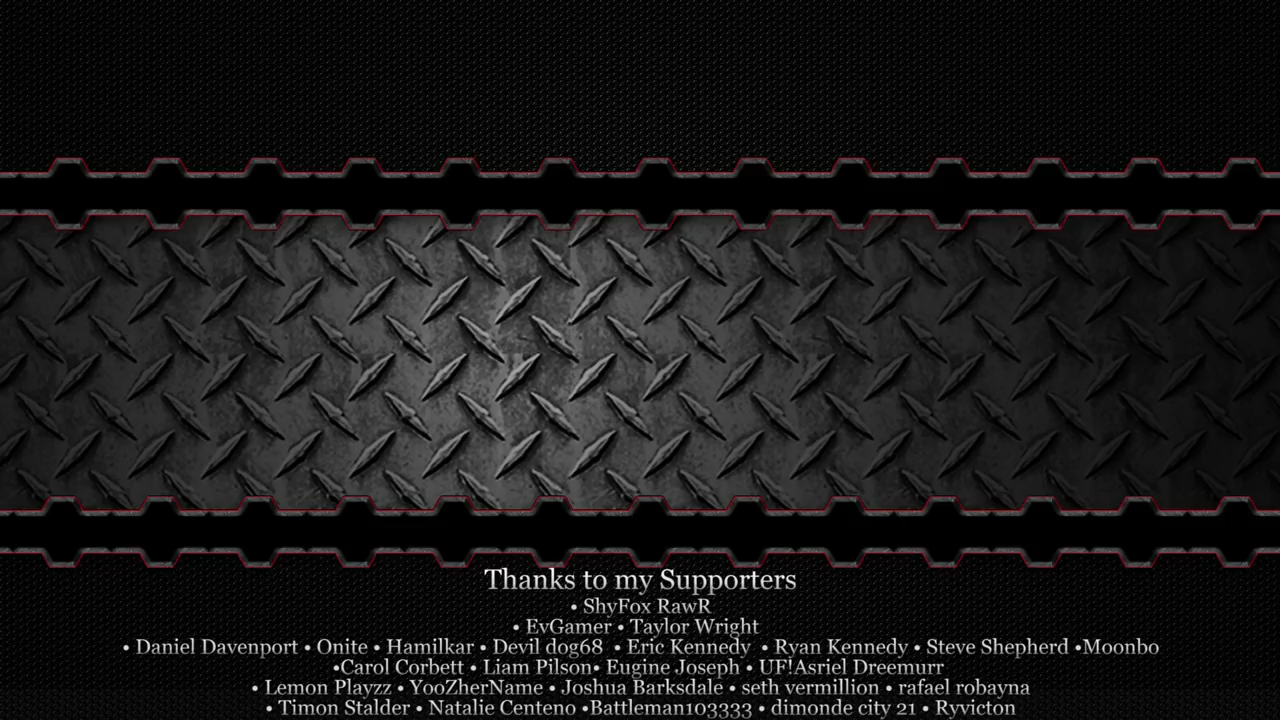 Thanks to my Supporters
• ShyFox RawR
• EvGamer • Taylor Wright
• Daniel Davenport • Onite • Hamilkar • Devil dog68 • Eric Kennedy • Ryan Kennedy • Steve Shepherd •Moonbo
•Carol Corbett • Liam Pilson• Eugine Joseph • UF!Asriel Dreemurr
• Lemon Playzz • YooZherName • Joshua Barksdale • seth vermillion • rafael robayna
• Timon Stalder • Natalie Centeno •Battleman103333 • dimonde city 21 • Ryvicton